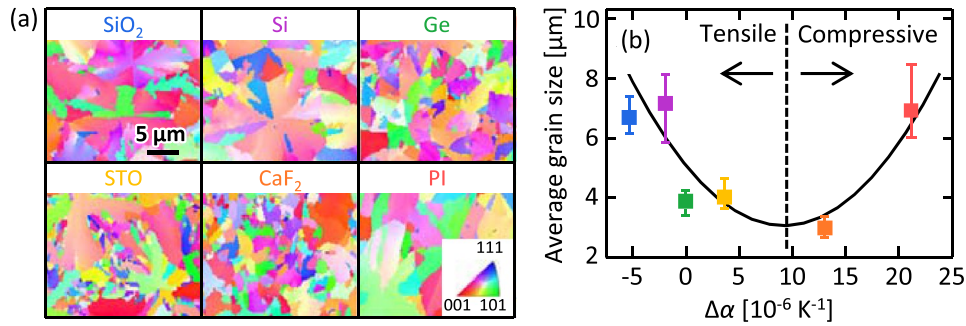 (a)
SiO2
Si
Ge
5 μm
STO
CaF2
PI
111
001 101
(b)
Tensile
Compressive
Average grain size [μm]
10
8
6
4
2
-5 0 5 10 15 20 25
Δα [10-6 K-1]